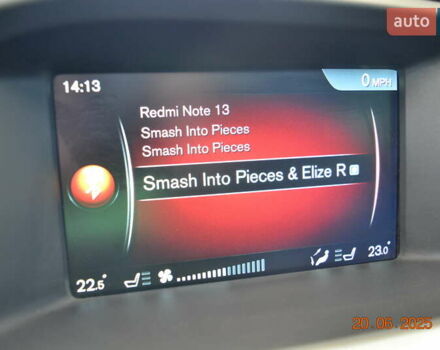 auto
14:13
0 MPH
Redmi Note 13
Smash Into Pieces
Smash Into Pieces
Smash Into Pieces & Elize R
22.5°
23.0°
20.06.2025